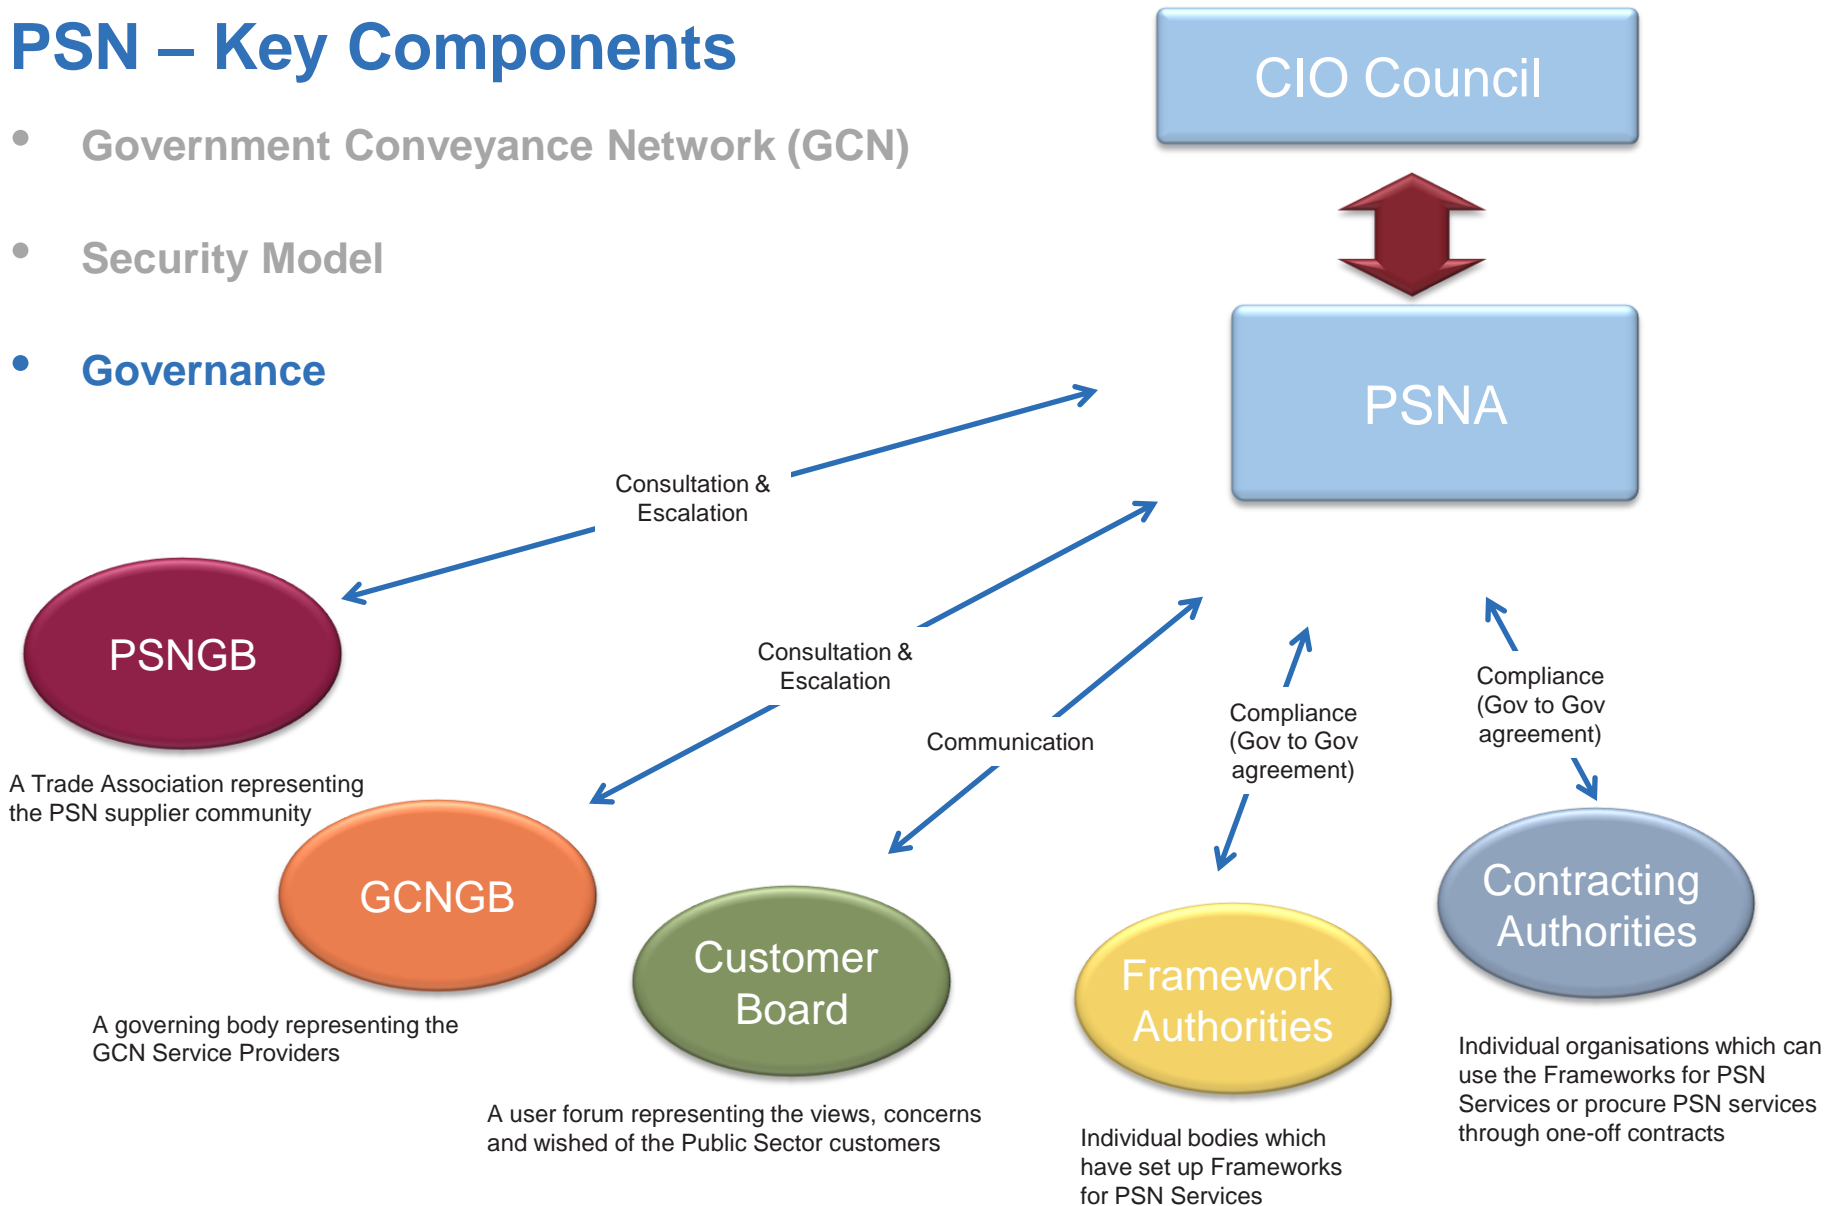 PSN – Key Components
• Government Conveyance Network (GCN)
• Security Model
• Governance
CIO Council
PSNA
Consultation &
Escalation
PSNGB
A Trade Association representing
the PSN supplier community
Consultation &
Escalation
GCNGB
A governing body representing the
GCN Service Providers
Communication
Customer
Board
A user forum representing the views, concerns
and wished of the Public Sector customers
Compliance
(Gov to Gov
agreement)
Framework
Authorities
Individual bodies which
have set up Frameworks
for PSN Services
Compliance
(Gov to Gov
agreement)
Contracting
Authorities
Individual organisations which can
use the Frameworks for PSN
Services or procure PSN services
through one-off contracts